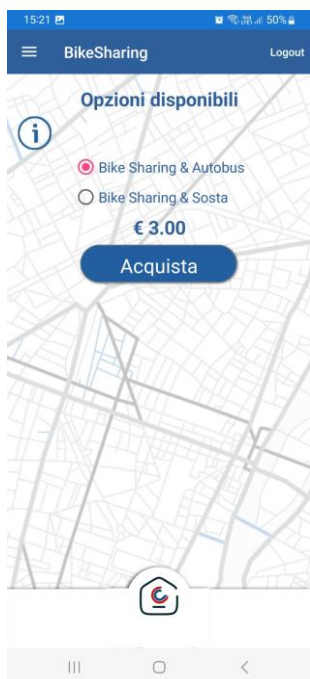 15:21 50%
BikeSharing Logout
Opzioni disponibili
i
Bike Sharing & Autobus
Bike Sharing & Sosta
€ 3.00
Acquista